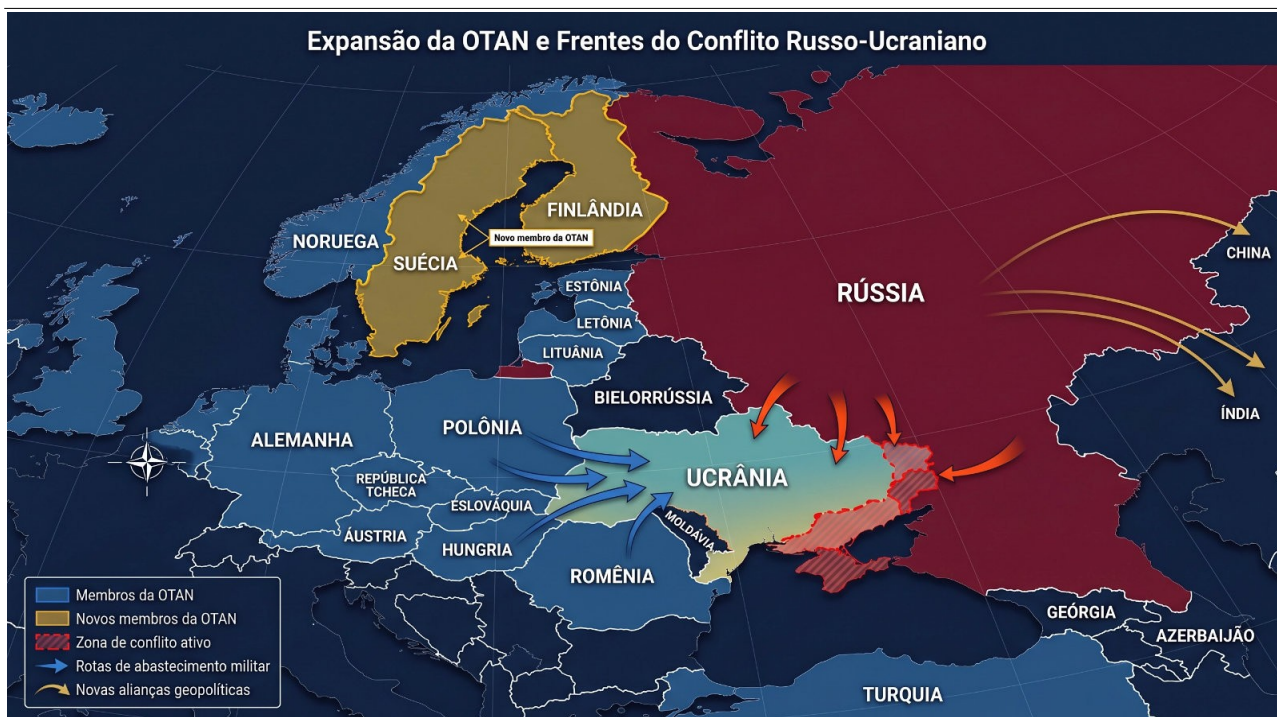 Expansão da OTAN e Frentes do Conflito Russo-Ucraniano
NORUEGA
SUÉCIA
FINLÂNDIA
Novo membro da OTAN
ESTÔNIA
LETÔNIA
LITUÂNIA
RÚSSIA
CHINA
ÍNDIA
BIELORRÚSSIA
ALEMANHA
POLÔNIA
REPÚBLICA
TCHECA
ESLOVÁQUIA
UCRÂNIA
ÁUSTRIA
HUNGRIA
MOLDÁVIA
ROMÊNIA
GEÓRGIA
AZERBAIJÃO
TURQUIA
Membros da OTAN
Novos membros da OTAN
Zona de conflito ativo
Rotas de abastecimento militar
Novas alianças geopolíticas